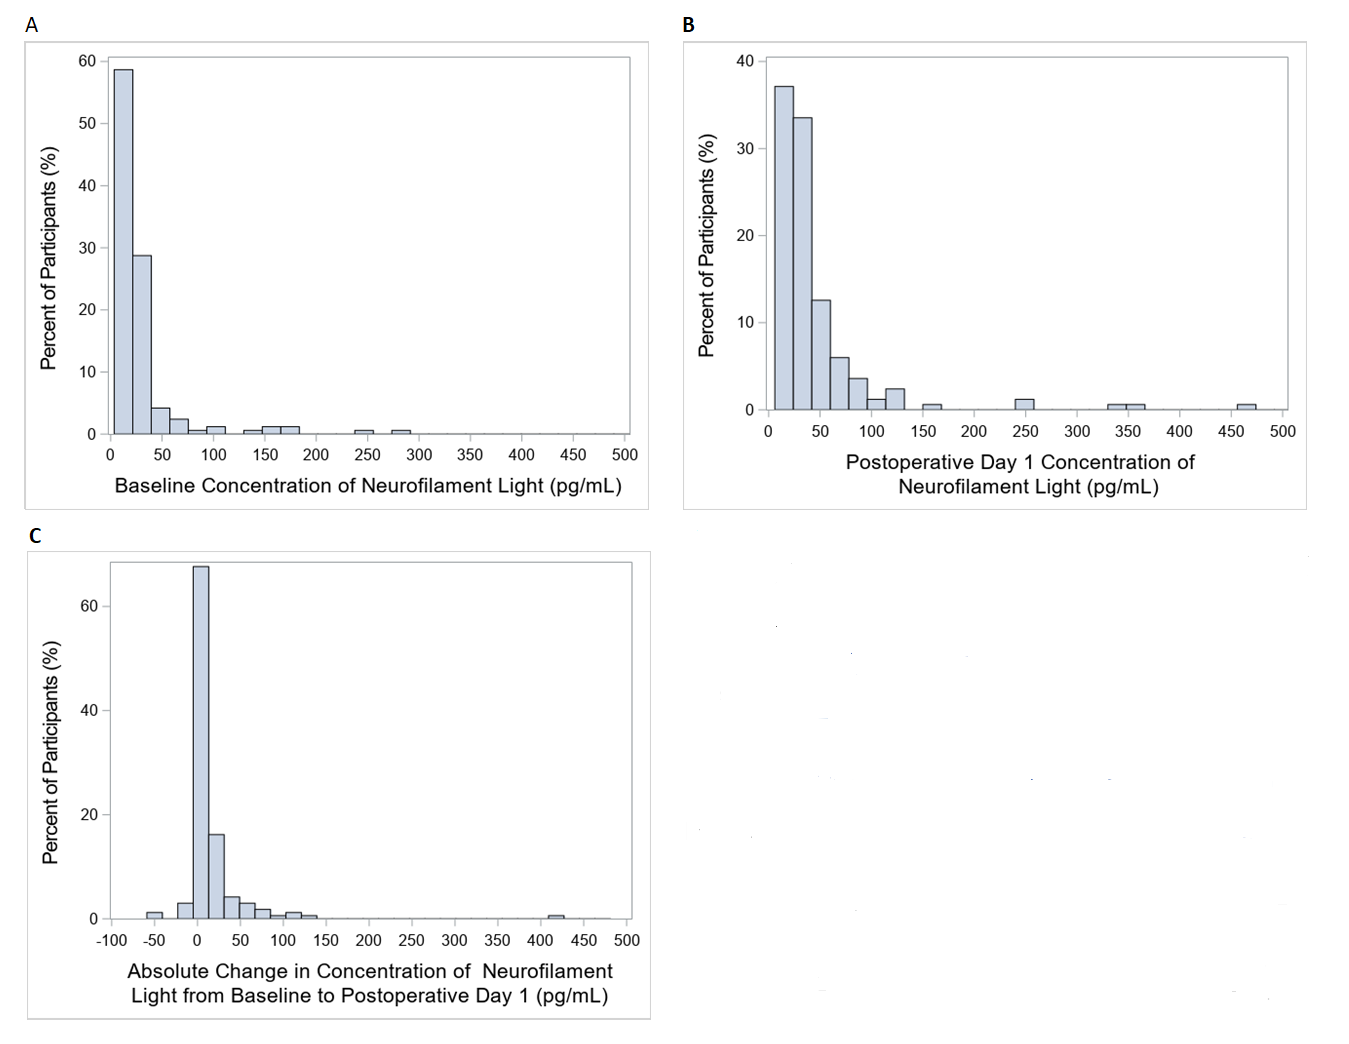 A
60
50
40
30
20
10
0
Percent of Participants (%)
0 50 100 150 200 250 300 350 400 450 500
Baseline Concentration of Neurofilament Light (pg/mL)
B
40
30
20
10
0
Percent of Participants (%)
0 50 100 150 200 250 300 350 400 450 500
Postoperative Day 1 Concentration of
Neurofilament Light (pg/mL)
C
60
40
20
0
Percent of Participants (%)
-100 -50 0 50 100 150 200 250 300 350 400 450 500
Absolute Change in Concentration of Neurofilament
Light from Baseline to Postoperative Day 1 (pg/mL)